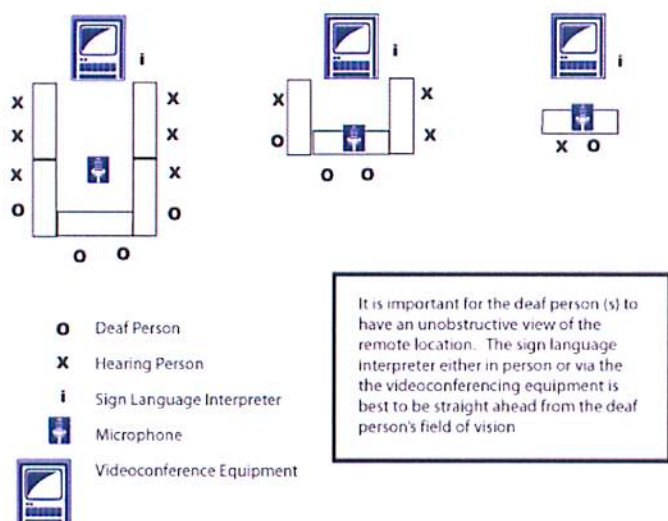 i
i
i
X X
X X
X X
O O
O O
X X
O X
O O
X O
O Deaf Person
X Hearing Person
i Sign Language Interpreter
Microphone
Videoconference Equipment
It is important for the deaf person (s) to
have an unobstructive view of the
remote location. The sign language
interpreter either in person or via the
the videoconferencing equipment is
best to be straight ahead from the deaf
person's field of vision